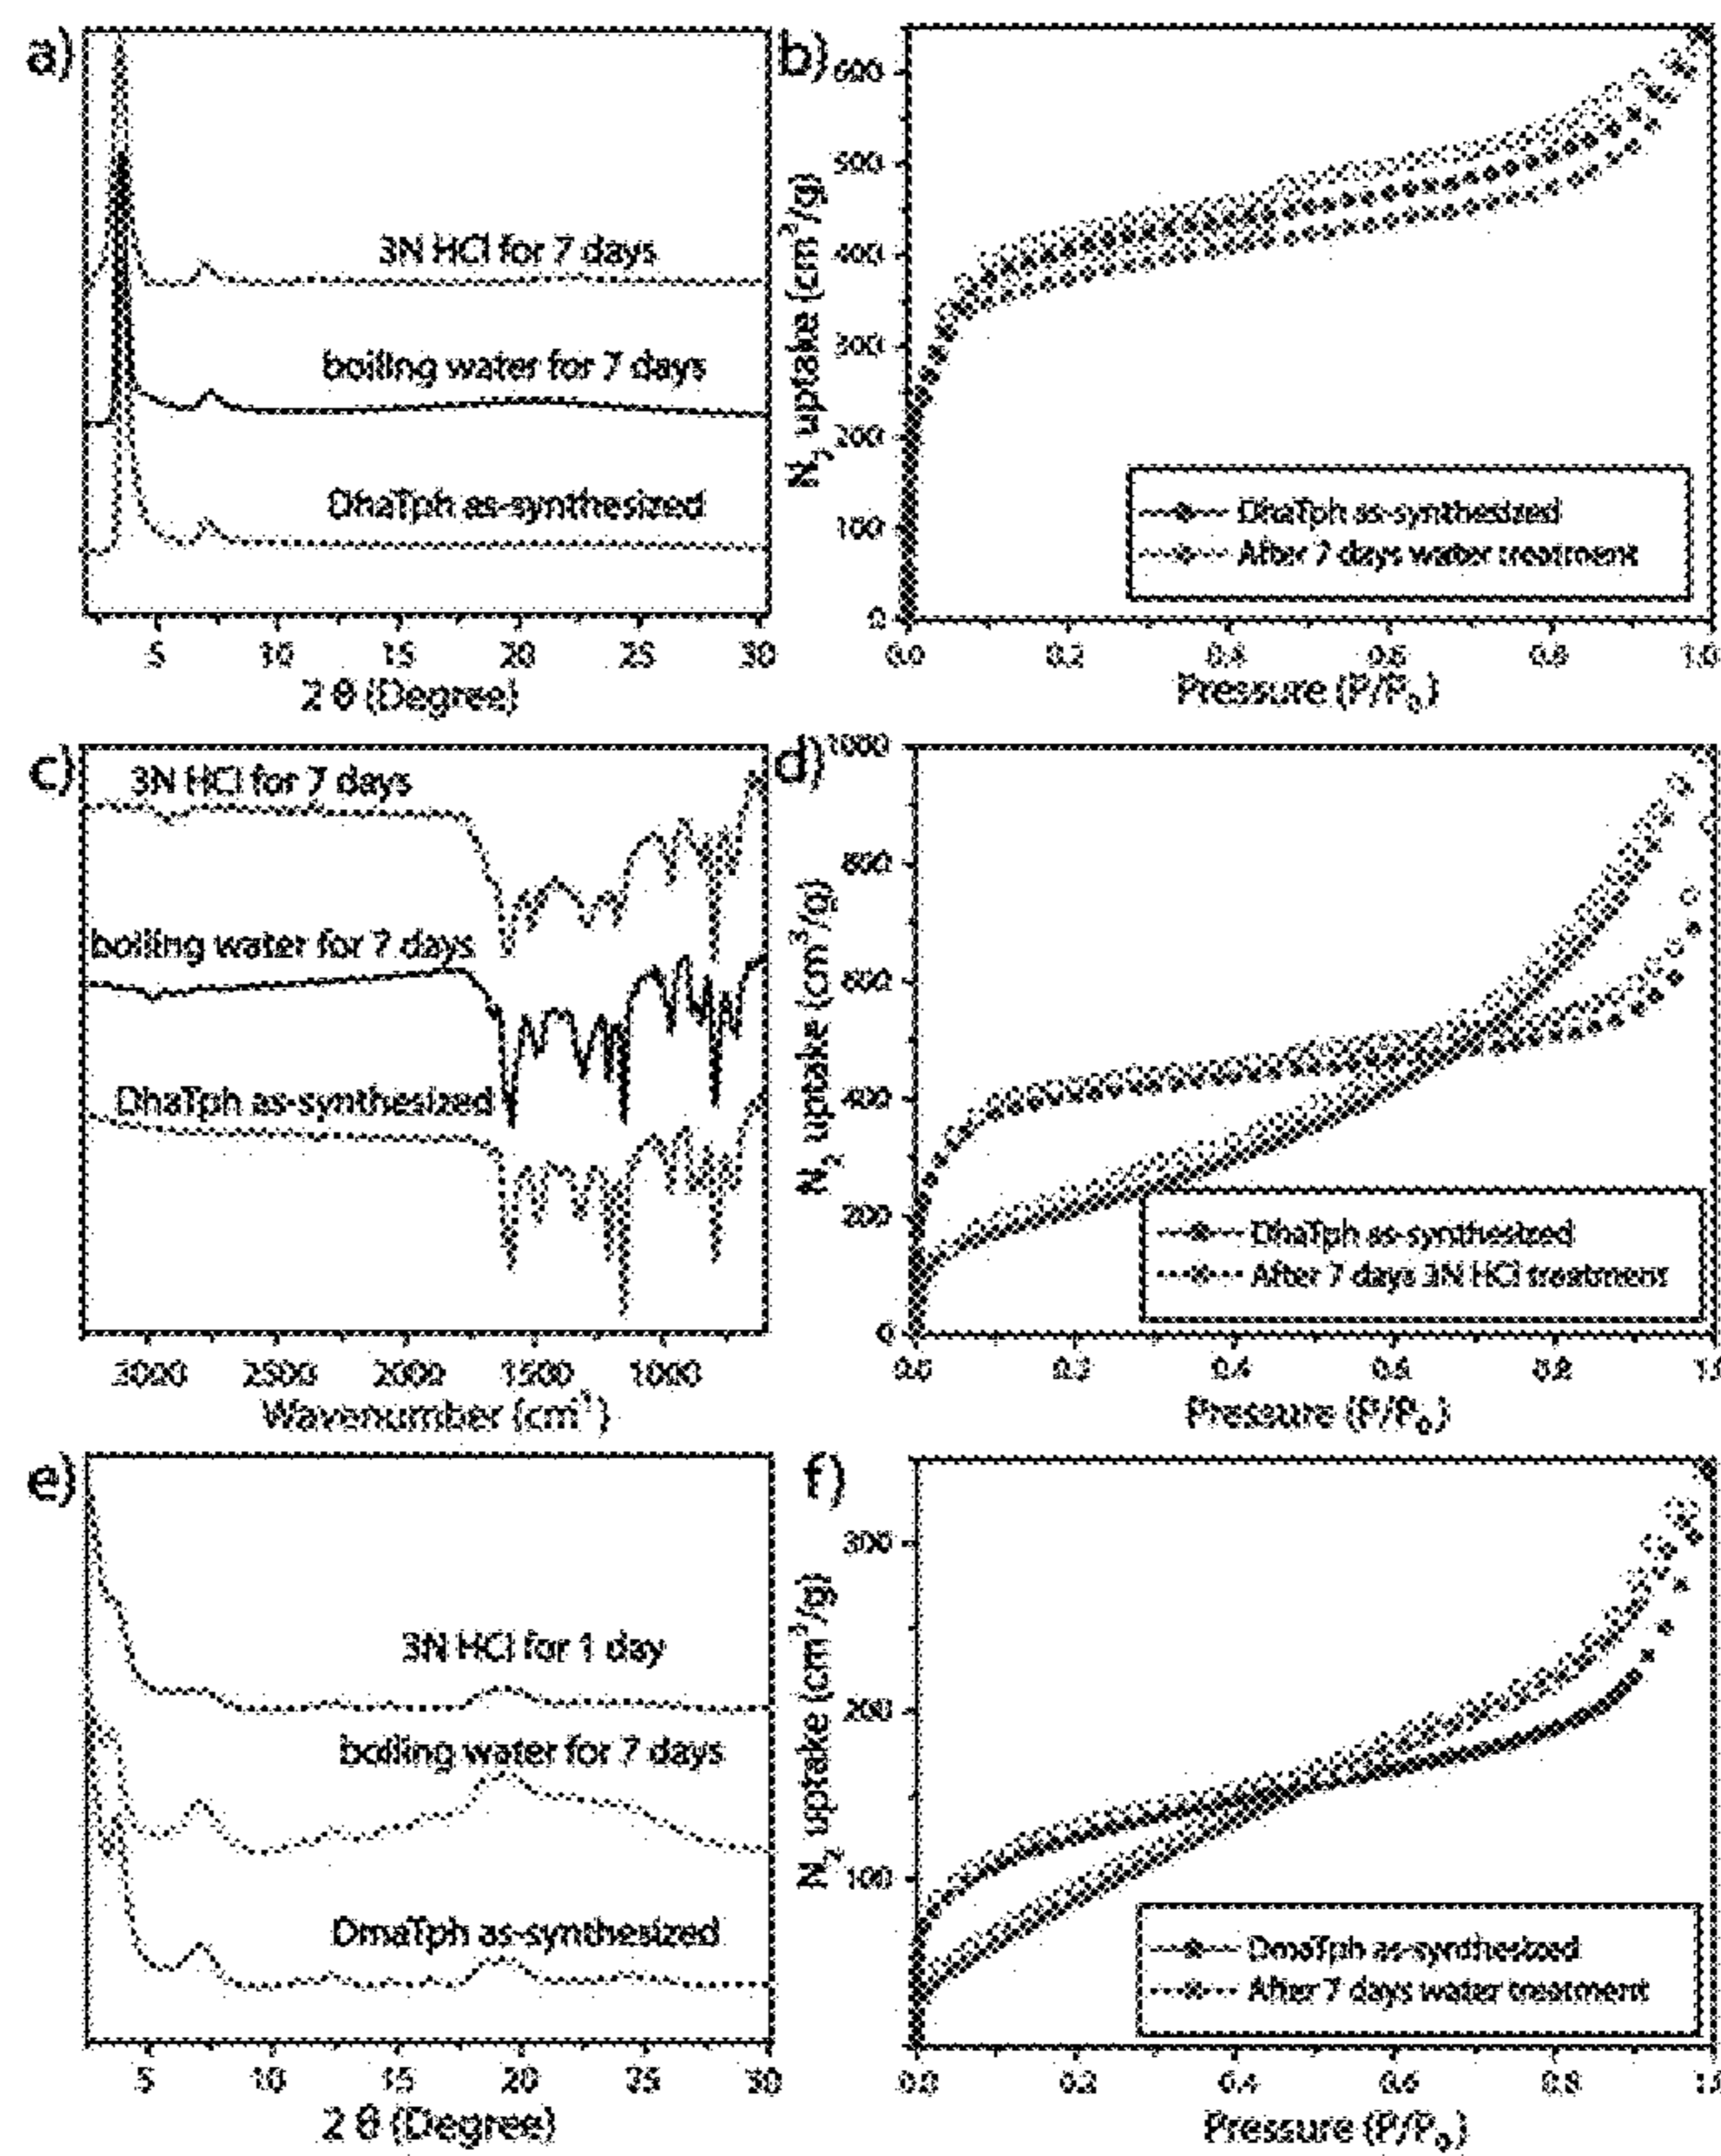 a)
3N HCl for 7 days
boiling water for 7 days
DhaTph as-synthesized
5 10 15 20 25 30
2 θ (Degree)
b)
600
500
400
300
200
100
0
N₂ uptake (cm³/g)
DhaTph as-synthesized
After 7 days water treatment
0.0 0.2 0.4 0.6 0.8 1.0
Pressure (P/P₀)
c)
3N HCl for 7 days
boiling water for 7 days
DhaTph as-synthesized
3000 2500 2000 1500 1000
Wavenumber (cm⁻¹)
d)
1000
800
600
400
200
0
N₂ uptake (cm³/g)
DhaTph as-synthesized
After 7 days 3N HCl treatment
0.0 0.2 0.4 0.6 0.8 1.
Pressure (P/P₀)
e)
3N HCl for 1 day
boiling water for 7 days
DmaTph as-synthesized
5 10 15 20 25 30
2 θ (Degree)
f)
300
200
100
N₂ uptake (cm³/g)
DmaTph as-synthesized
After 7 days water treatment
0.0 0.2 0.4 0.6 0.8 1.
Pressure (P/P₀)